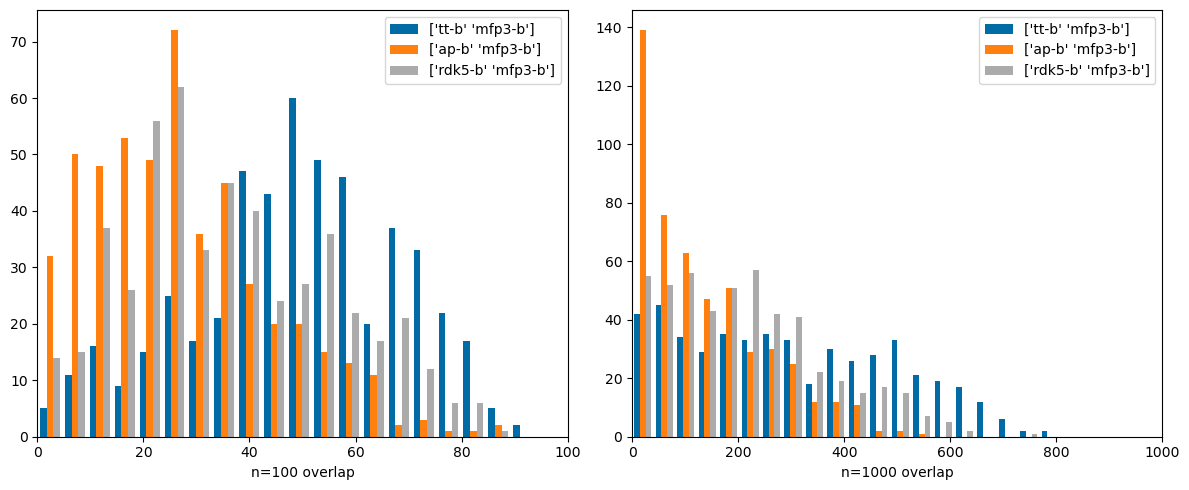 70
60
50
40
30
20
10
0
['tt-b' 'mfp3-b']
['ap-b' 'mfp3-b']
['rdk5-b' 'mfp3-b']
0 20 40 60 80 100
n=100 overlap
140
120
100
80
60
40
20
0
['tt-b' 'mfp3-b']
['ap-b' 'mfp3-b']
['rdk5-b' 'mfp3-b']
0 200 400 600 800 1000
n=1000 overlap